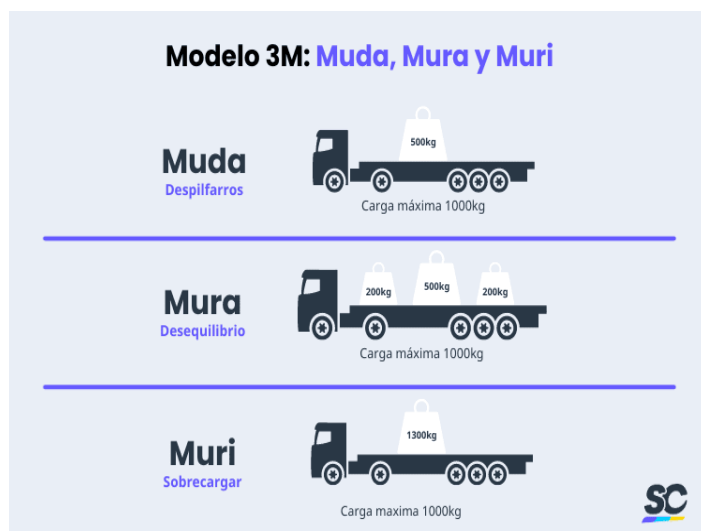 Modelo 3M: Muda, Mura y Muri
500kg
Muda
Despilfarros
Carga máxima 1000kg
200kg 500kg 200kg
Mura
Desequilibrio
Carga máxima 1000kg
1300kg
Muri
Sobrecargar
Carga maxima 1000kg
SC